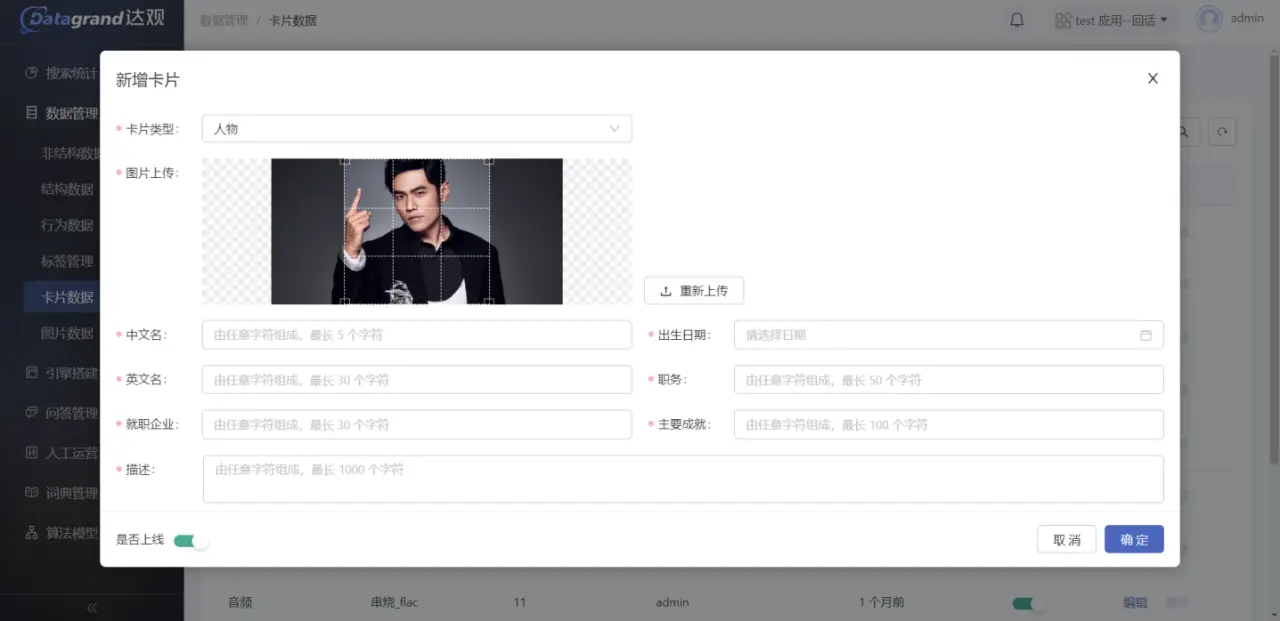 Datagrand达观
数据管理 / 卡片数据
test 应用--回话
admin
搜索统计
数据管理
非结构数据
结构数据
行为数据
标签管理
卡片数据
图片数据
引擎搭建
问答管理
人工运营
词典管理
算法模型
新增卡片
* 卡片类型:
人物
* 图片上传:
重新上传
* 中文名:
由任意字符组成，最长 5 个字符
* 出生日期:
请选择日期
* 英文名:
由任意字符组成，最长 30 个字符
* 职务:
由任意字符组成，最长 50 个字符
* 就职企业:
由任意字符组成，最长 30 个字符
* 主要成就:
由任意字符组成，最长 100 个字符
* 描述:
由任意字符组成，最长 1000 个字符
是否上线
取 消
确 定
音频 串烧_flac 11 admin 1 个月前 编辑